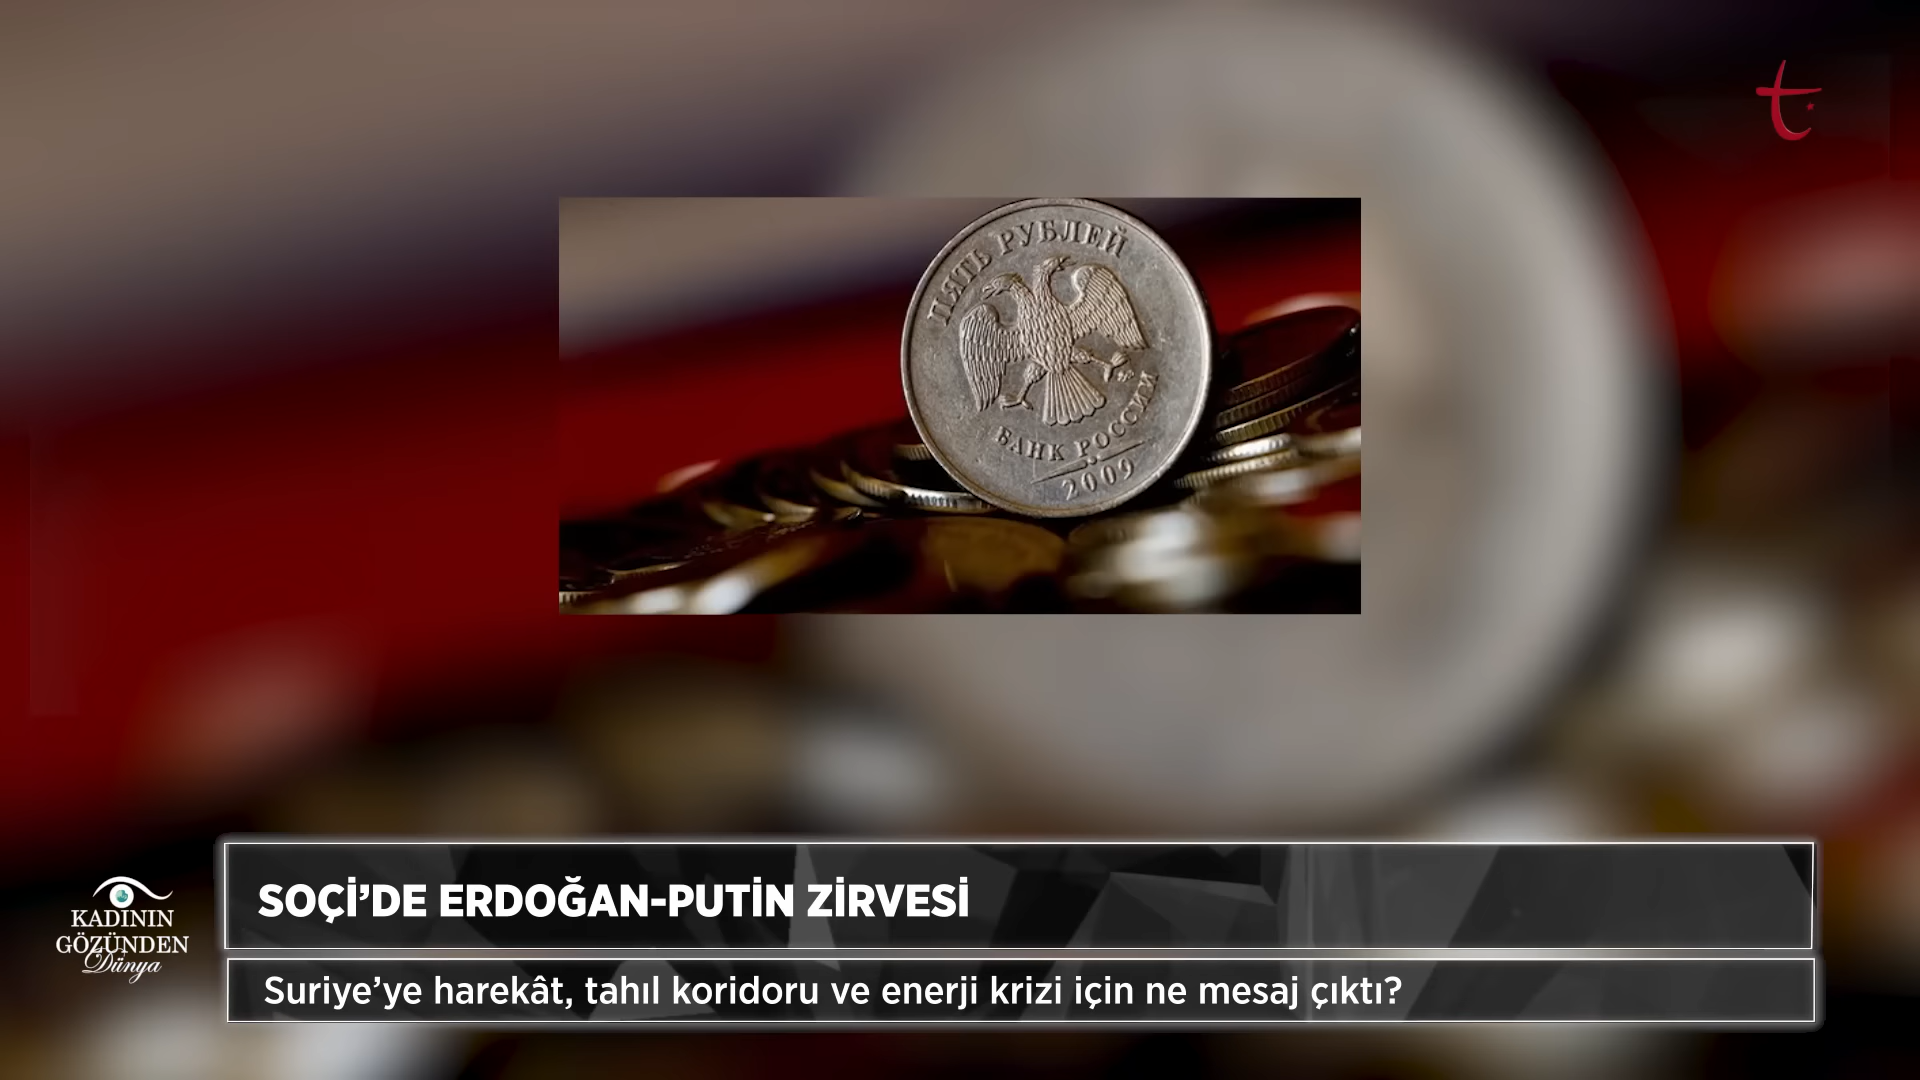 ПЯТЬ РУБЛЕЙ
БАНК РОССИИ
2009
SOÇİ’DE ERDOĞAN-PUTİN ZİRVESİ
KADININ
GÖZÜNDEN
Dünya
Suriye’ye harekât, tahıl koridoru ve enerji krizi için ne mesaj çıktı?